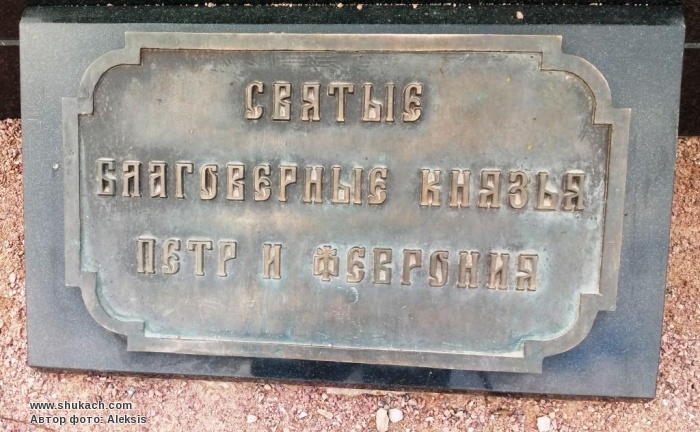 СВЯТЫЕ
БЛАГОВЕРНЫЕ КНЯЗЬЯ
ПЕТР И ФЕВРОНИЯ
www.shukach.com
Автор фото: Aleksis